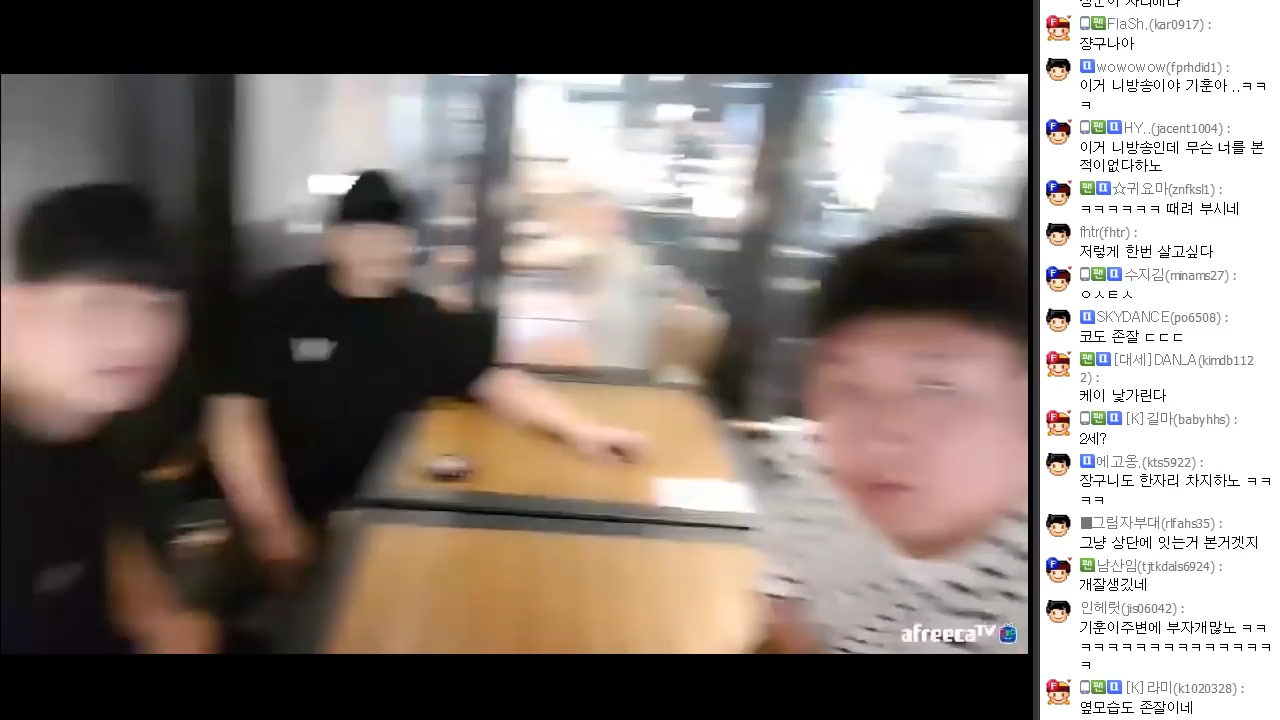 FlaSh.(kar0917) :
쟝구나아
wowowow(fprhdid1) :
이거 니방송이야 기훈아 ..ㅋㅋ
ㅋ
HY..(jacent1004) :
이거 니방송인데 무슨 너를 본
적이없다하노
☆귀요마(znfksl1) :
ㅋㅋㅋㅋㅋㅋ 때려 부시네
fhtr(fhtr) :
저렇게 한번 살고싶다
수지김(minams27) :
ㅇㅅㅌㅅ
SKYDANCE(po6508) :
코도 존잘 ㄷㄷㄷ
[대세]DAN_A(kimdb112
2) :
케이 낯가린다
[K]길마(babyhhs) :
2세?
에고옹.(kts5922) :
장구니도 한자리 차지하노 ㅋㅋ
ㅋㅋ
■그림자부대(rlfahs35) :
그냥 상단에 잇는거 본거겟지
남산임(tjtkdals6924) :
개잘생깄네
인헤럿(jis06042) :
기훈이주변에 부자개많노 ㅋㅋ
ㅋㅋㅋㅋㅋㅋㅋㅋㅋㅋㅋㅋㅋㅋ
ㅋ
[K]라미(k1020328) :
옆모습도 존잘이네
afreecaTV